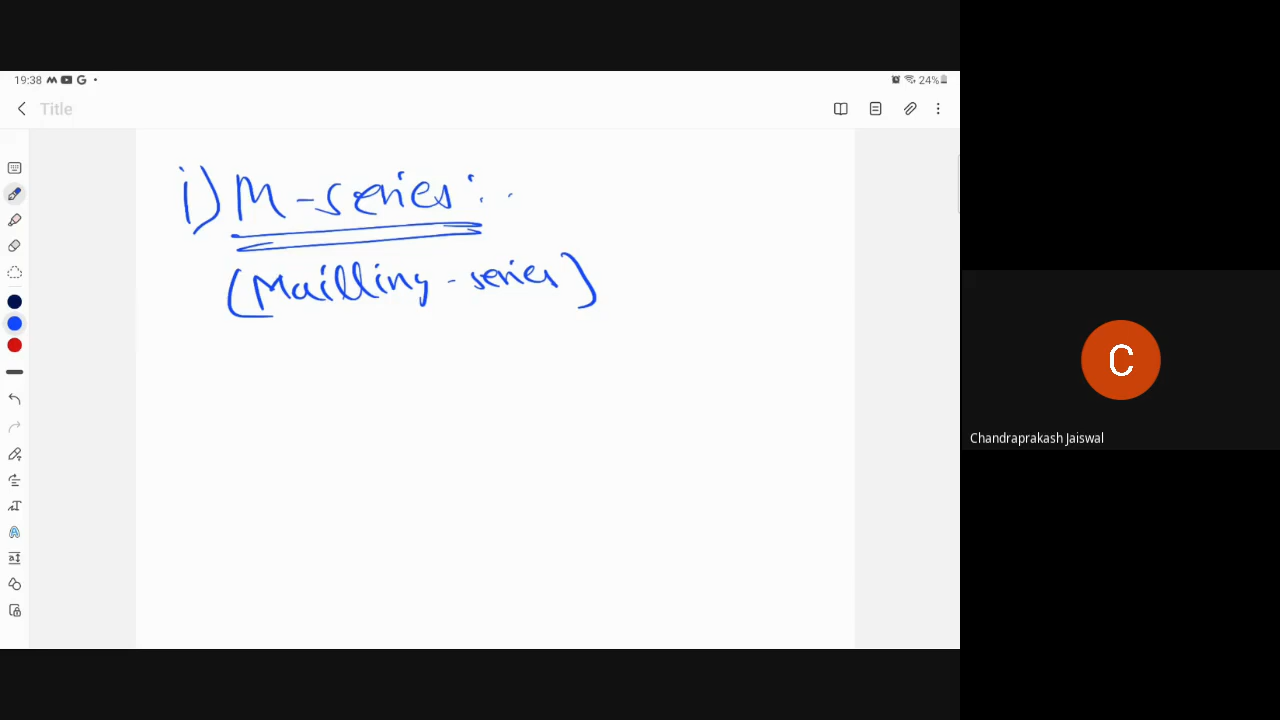 19:38 M G • 24%
Title
i) M-series:
(Mailling-series)
C
Chandraprakash Jaiswal